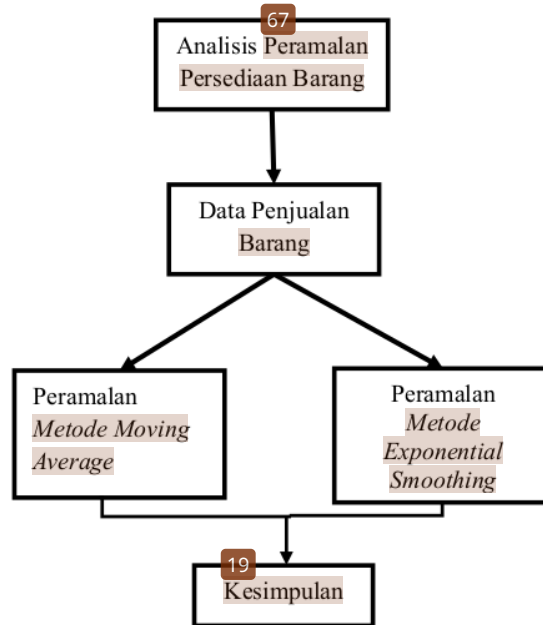 67
Analisis Peramalan
Persediaan Barang
Data Penjualan
Barang
Peramalan
Metode Moving
Average
Peramalan
Metode
Exponential
Smoothing
19
Kesimpulan